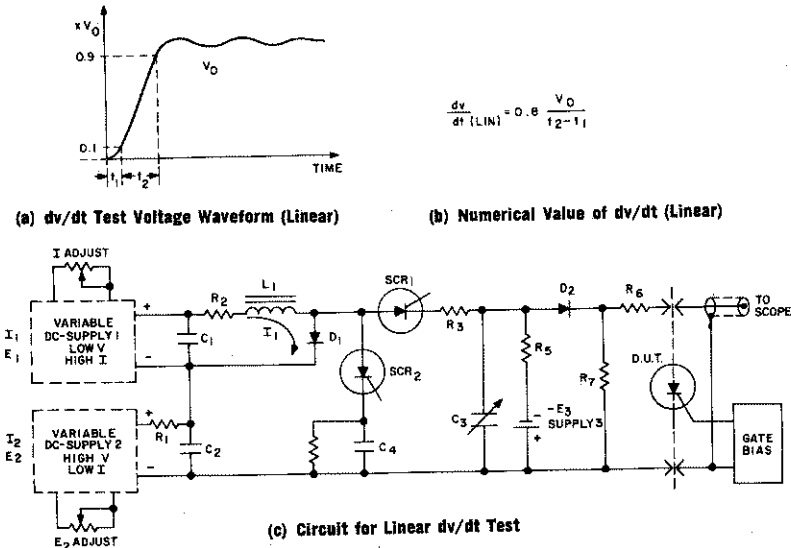 xV₀
0.9
V₀
0.1
t₁ t₂
TIME
dv/dt (LIN) = 0.8 V₀/t₂-t₁
(a) dv/dt Test Voltage Waveform (Linear)
(b) Numerical Value of dv/dt (Linear)
I ADJUST
I₁
E₁
VARIABLE
DC-SUPPLY 1
LOW V
HIGH I
+
-
R₂
L₁
I₁
C₁
D₁
SCR₁
SCR₂
R₃
D₂
R₆
TO
SCOPE
R₅
R₇
D.U.T.
C₃
-E₃
SUPPLY 3
-
+
GATE
BIAS
I₂
E₂
VARIABLE
DC-SUPPLY 2
HIGH V
LOW I
+
-
R₁
C₂
C₄
E₂ ADJUST
(c) Circuit for Linear dv/dt Test